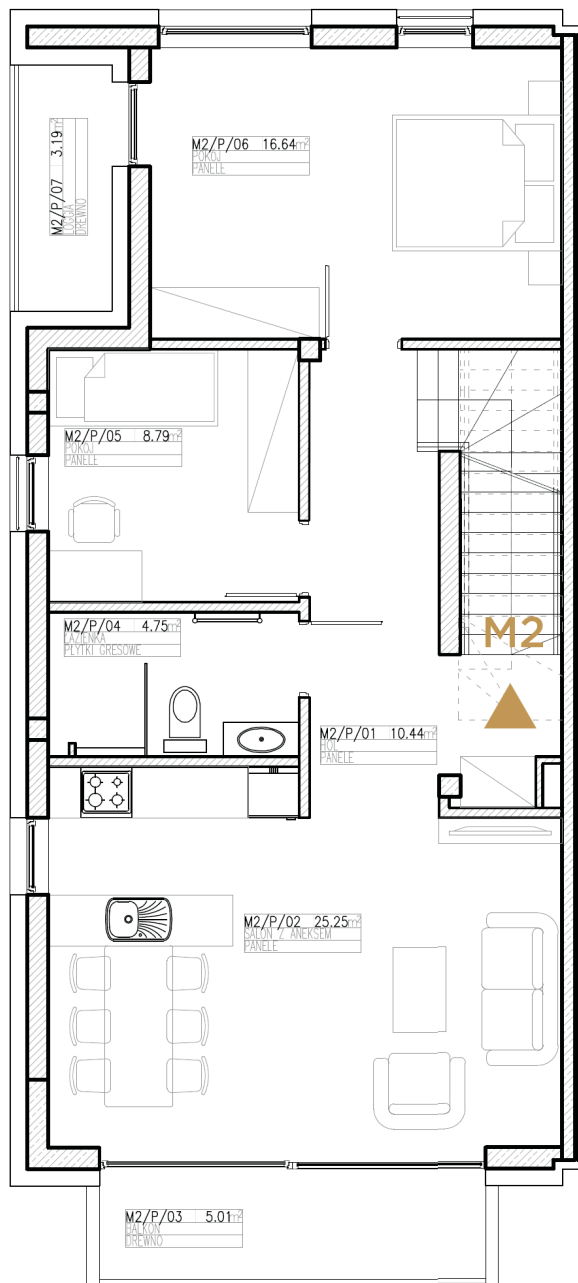 M2/P/06 16.64m²
POKÓJ
PANELE
M2/P/07 3.19m²
LOGGIA
DREWNO
M2/P/05 8.79m²
POKÓJ
PANELE
M2/P/04 4.75m²
ŁAZIENKA
PŁYTKI GRESOWE
M2
M2/P/01 10.44m²
HOL
PANELE
M2/P/02 25.25m²
SALON Z ANEKSEM
PANELE
M2/P/03 5.01m²
BALKON
DREWNO